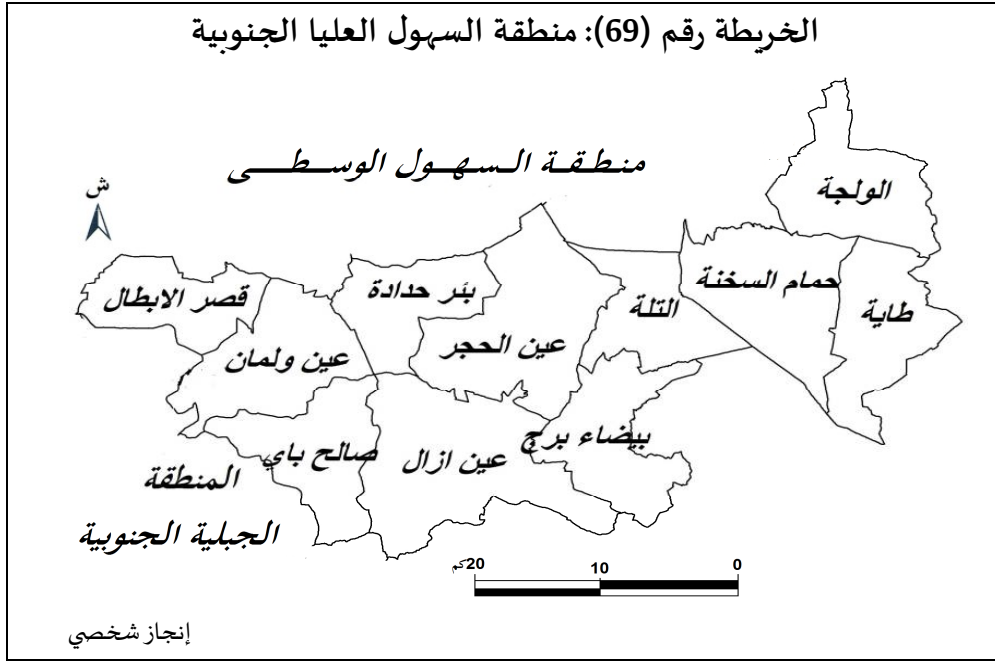 الخريطة رقم (69): منطقة السهول العليا الجنوبية
منطقة السهول الوسطى
ش
الولجة
حمام السخنة
طاية
التلة
بئر حدادة
قصر الابطال
عين الحجر
عين ولمان
بيضاء برج
عين ازال
صالح باي
المنطقة
الجبلية الجنوبية
0
10
20كم
إنجاز شخصي